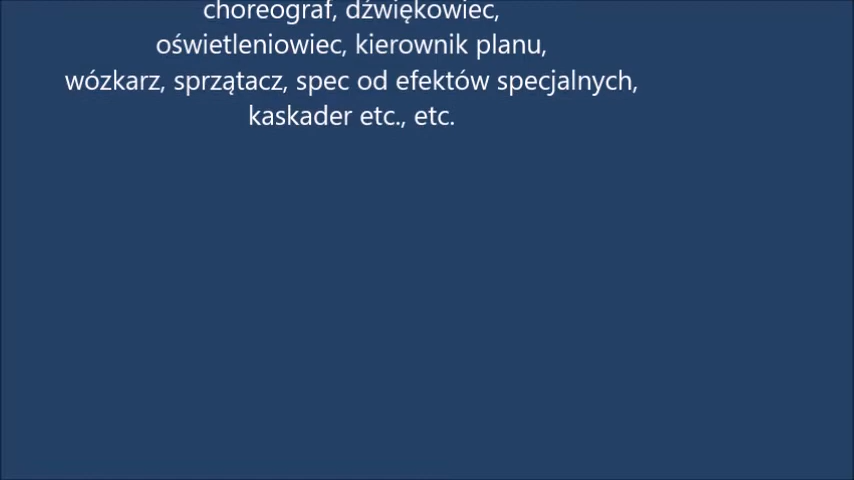 choreograf, dźwiękowiec,
oświetleniowiec, kierownik planu,
wózkarz, sprzątacz, spec od efektów specjalnych,
kaskader etc., etc.